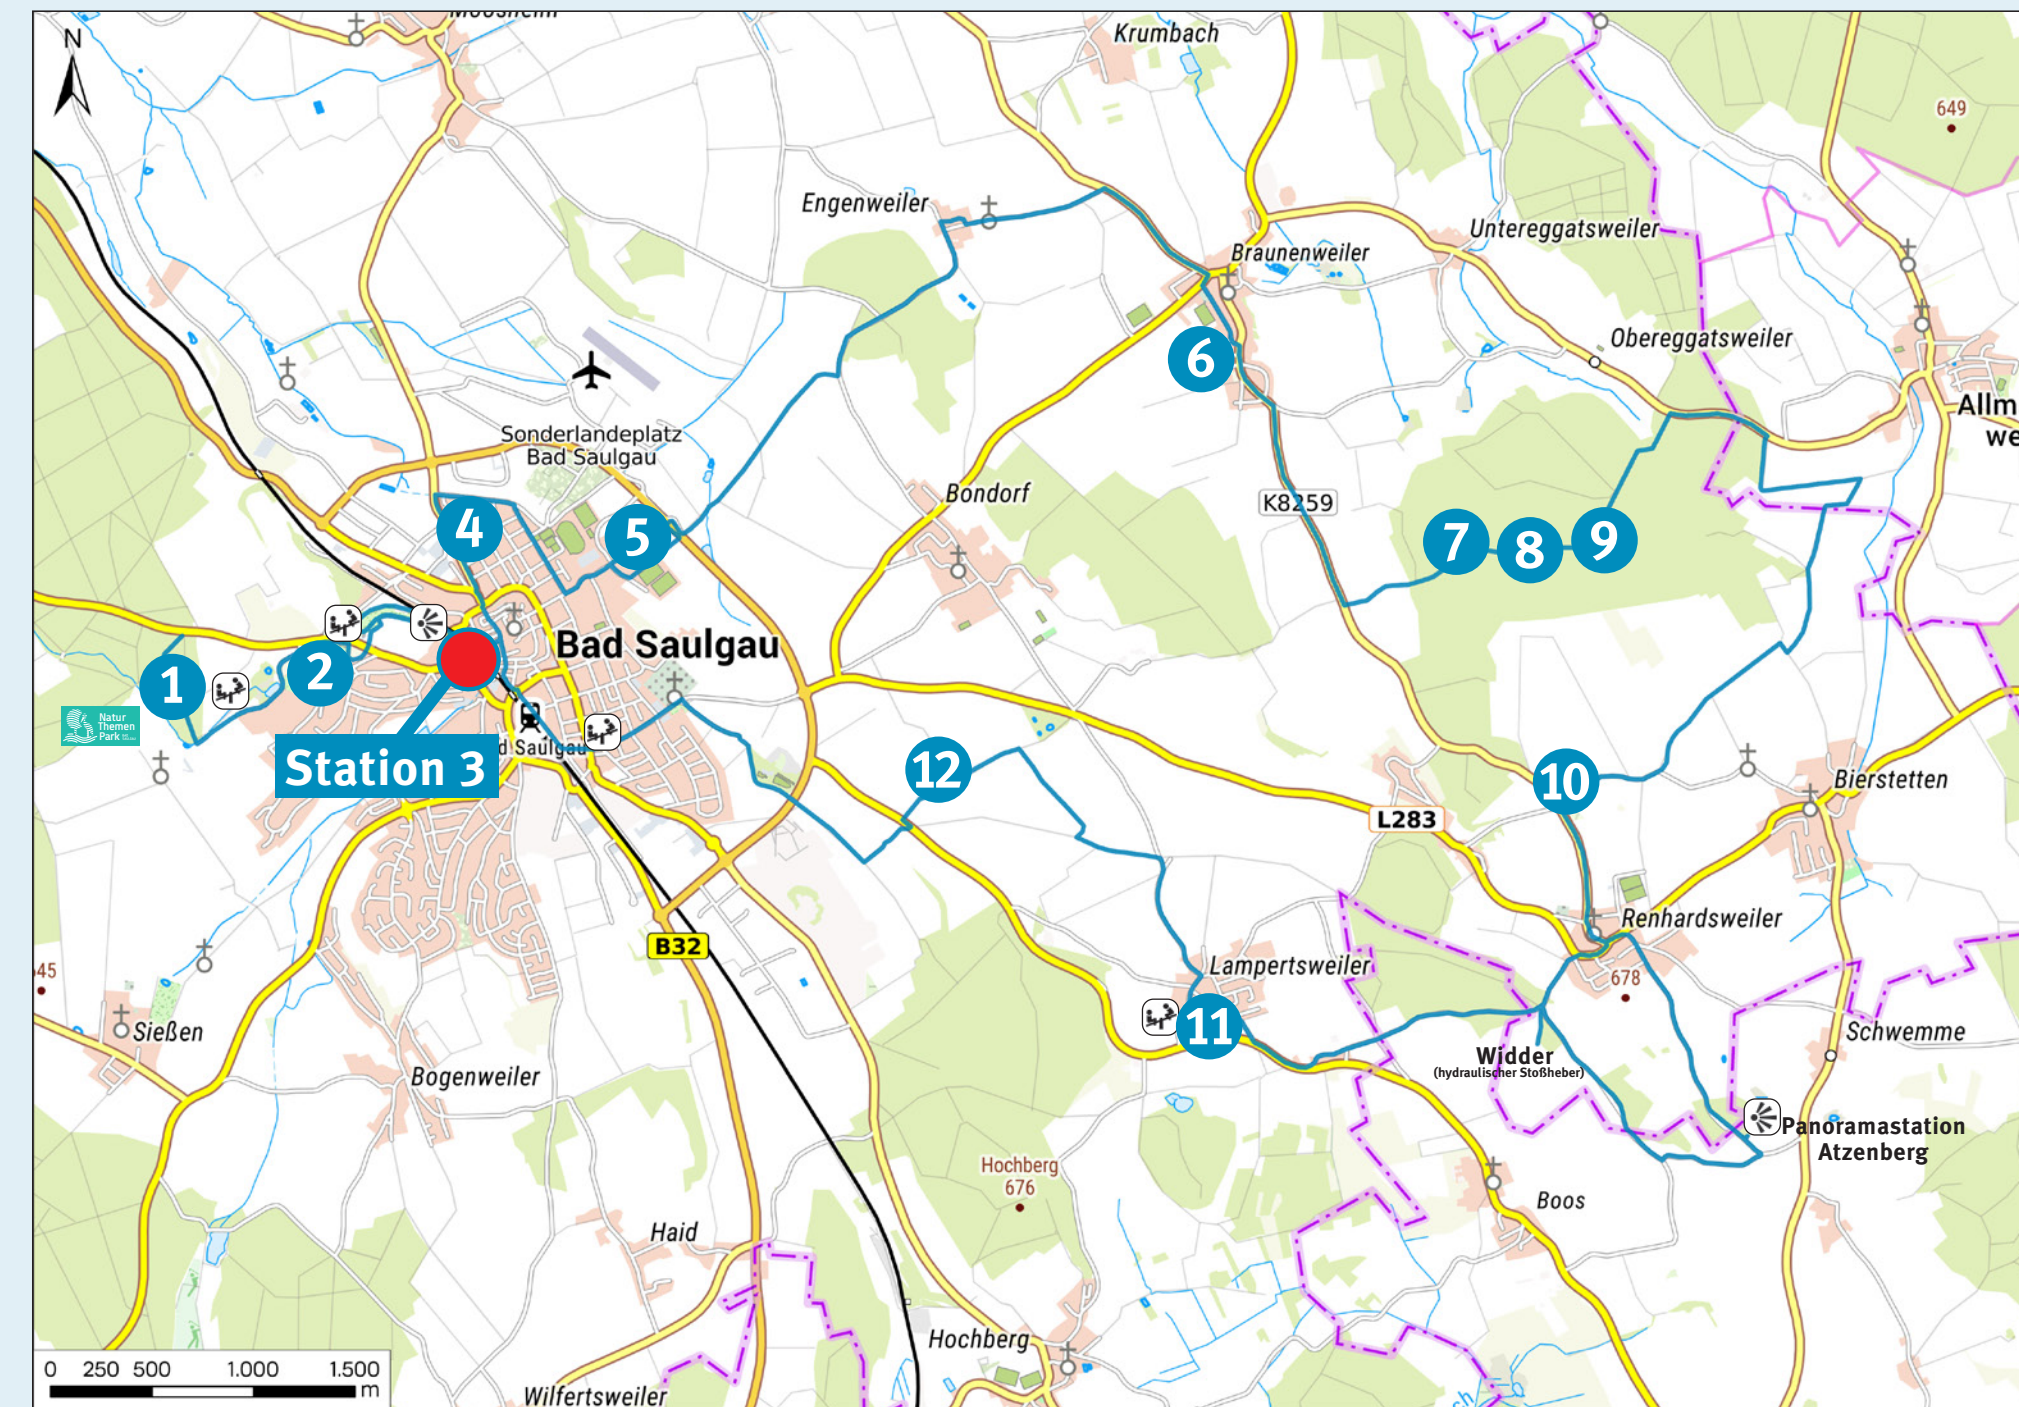 Moosheim
N
Krumbach
649
Engenweiler
Untereggatsweiler
Braunenweiler
6
Obereggatsweiler
Allm
we
Sonderlandeplatz
Bad Saulgau
4
5
Bondorf
K8259
7
8
9
1
2
Bad Saulgau
Natur
Themen
Park
Station 3
d Saulgau
12
10
Bierstetten
L283
B32
Renhardsweiler
678
Lampertsweiler
11
645
Sießen
Schwemme
Widder
(hydraulischer Stoßheber)
Bogenweiler
Panoramastation
Atzenberg
Hochberg
676
Boos
Haid
Hochberg
Wilfertsweiler
0 250 500 1.000 1.500
m